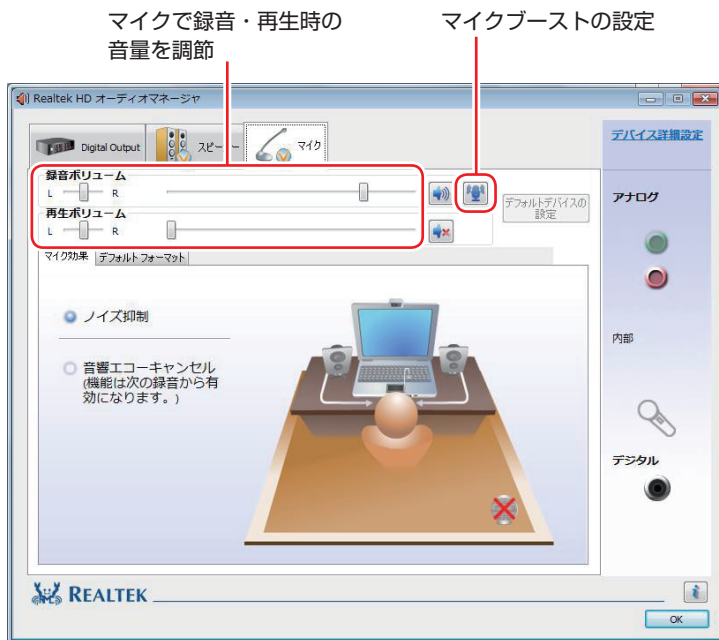 マイクで録音・再生時の
音量を調節
マイクブーストの設定
Realtek HD オーディオマネージャ
Digital Output
スピーカー
マイク
デバイス詳細設定
録音ボリューム
L R
デフォルトデバイスの
設定
再生ボリューム
L R
アナログ
マイク効果 デフォルトフォーマット
ノイズ抑制
音響エコーキャンセル
(機能は次の録音から有
効になります。)
内部
デジタル
REALTEK
i
OK